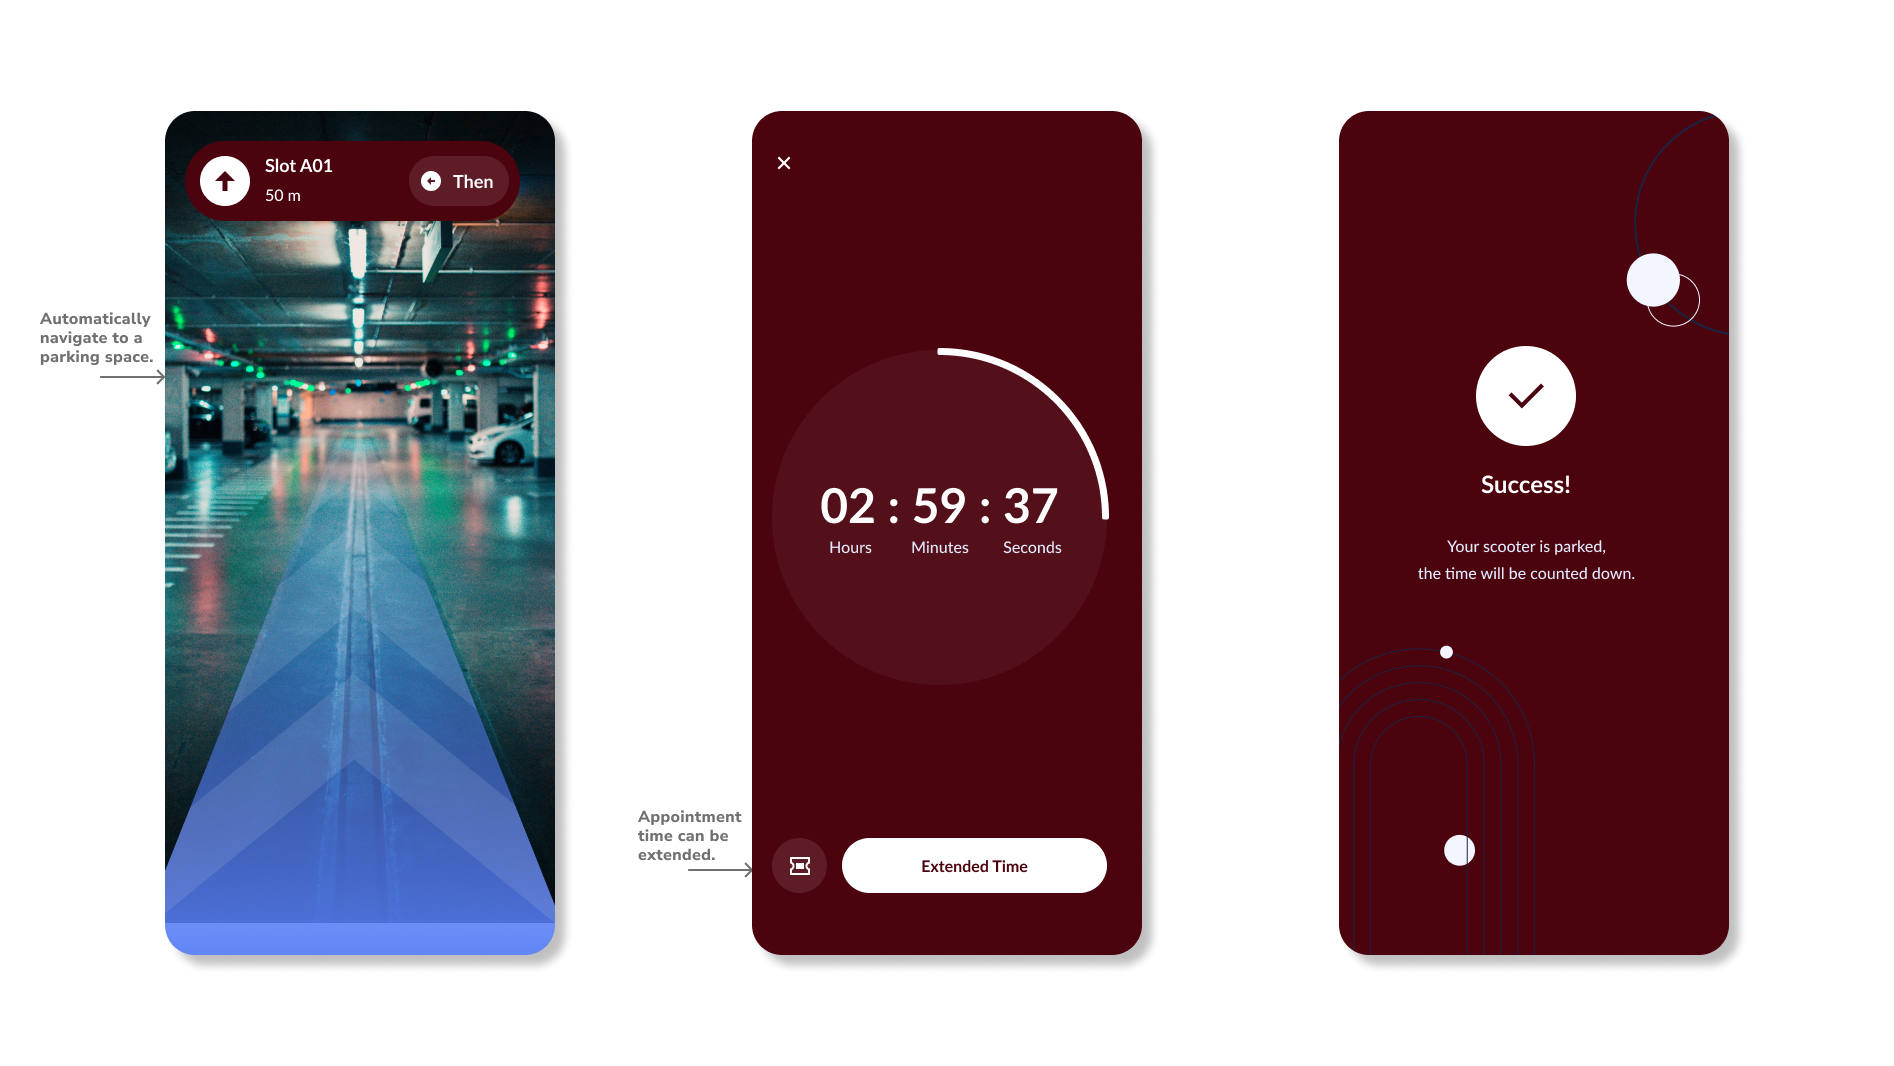 Automatically
navigate to a
parking space.
Slot A01
50 m
Then
02 : 59 : 37
Hours Minutes Seconds
Appointment
time can be
extended.
Extended Time
Success!
Your scooter is parked,
the time will be counted down.